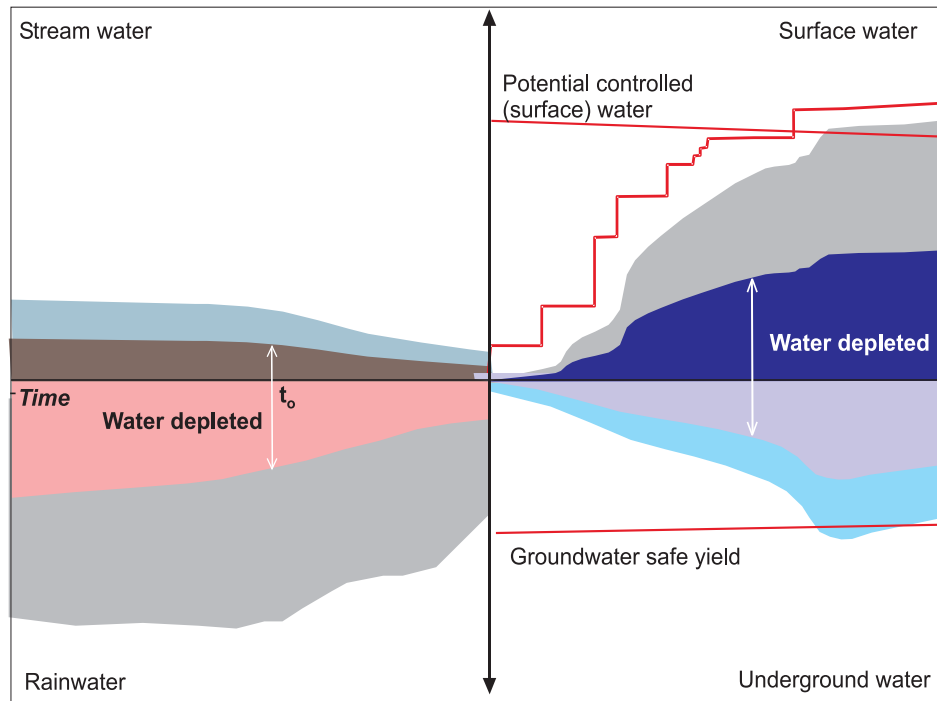 Stream water
Surface water
Potential controlled
(surface) water
Water depleted
Time
t₀
Water depleted
Groundwater safe yield
Rainwater
Underground water